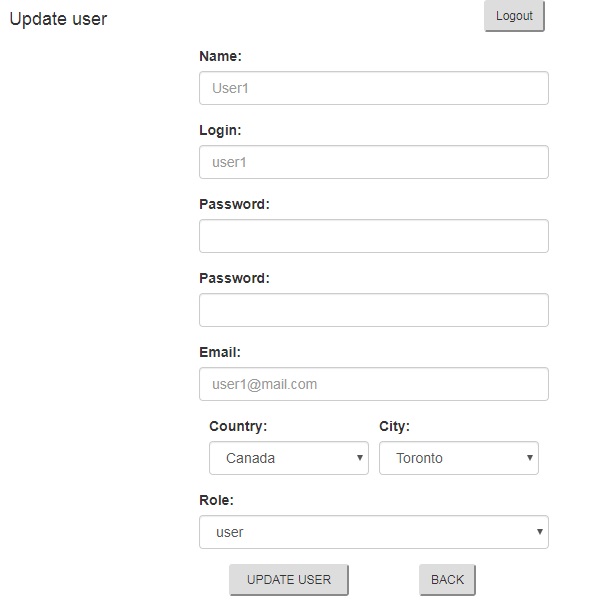 Update user
Logout
Name:
User1
Login:
user1
Password:
Password:
Email:
user1@mail.com
Country: City:
Canada Toronto
Role:
user
UPDATE USER BACK